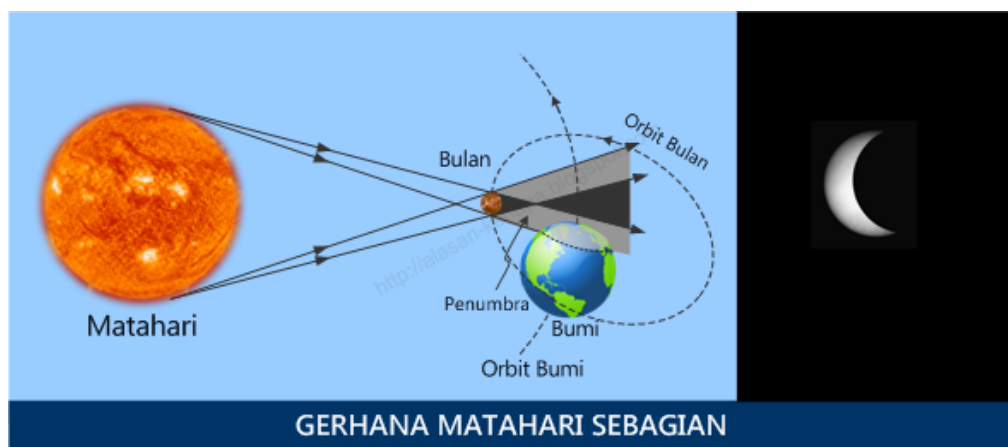 Orbit Bulan
Bulan
Penumbra
Matahari
Bumi
Orbit Bumi
GERHANA MATAHARI SEBAGIAN